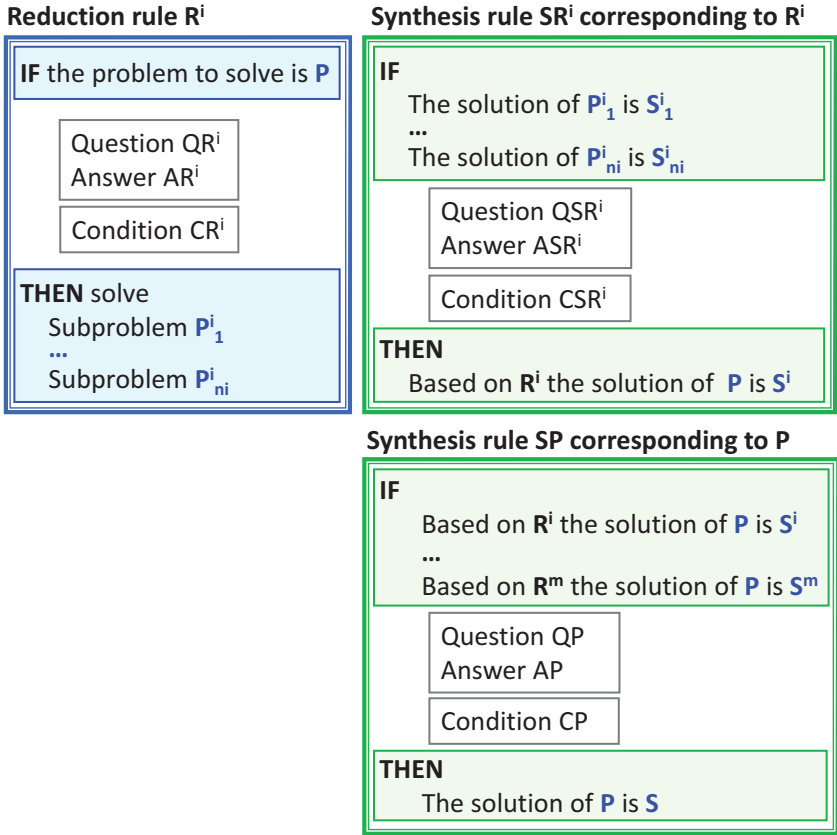 Reduction rule Rⁱ
IF the problem to solve is P
Question QRⁱ
Answer ARⁱ
Condition CRⁱ
THEN solve
Subproblem Pⁱ₁
...
Subproblem Pⁱₙᵢ
Synthesis rule SRⁱ corresponding to Rⁱ
IF
The solution of Pⁱ₁ is Sⁱ₁
...
The solution of Pⁱₙᵢ is Sⁱₙᵢ
Question QSRⁱ
Answer ASRⁱ
Condition CSRⁱ
THEN
Based on Rⁱ the solution of P is Sⁱ
Synthesis rule SP corresponding to P
IF
Based on Rⁱ the solution of P is Sⁱ
...
Based on Rᵐ the solution of P is Sᵐ
Question QP
Answer AP
Condition CP
THEN
The solution of P is S